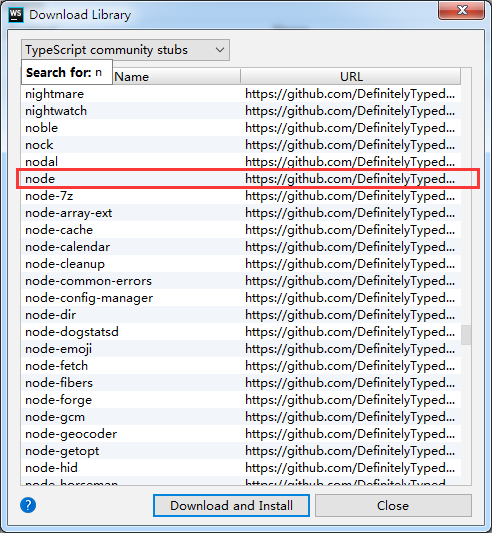 WS Download Library
TypeScript community stubs
Search for: n
Name URL
nightmare https://github.com/DefinitelyTyped...
nightwatch https://github.com/DefinitelyTyped...
noble https://github.com/DefinitelyTyped...
nock https://github.com/DefinitelyTyped...
nodal https://github.com/DefinitelyTyped...
node https://github.com/DefinitelyTyped...
node-7z https://github.com/DefinitelyTyped...
node-array-ext https://github.com/DefinitelyTyped...
node-cache https://github.com/DefinitelyTyped...
node-calendar https://github.com/DefinitelyTyped...
node-cleanup https://github.com/DefinitelyTyped...
node-common-errors https://github.com/DefinitelyTyped...
node-config-manager https://github.com/DefinitelyTyped...
node-dir https://github.com/DefinitelyTyped...
node-dogstatsd https://github.com/DefinitelyTyped...
node-emoji https://github.com/DefinitelyTyped...
node-fetch https://github.com/DefinitelyTyped...
node-fibers https://github.com/DefinitelyTyped...
node-forge https://github.com/DefinitelyTyped...
node-gcm https://github.com/DefinitelyTyped...
node-geocoder https://github.com/DefinitelyTyped...
node-getopt https://github.com/DefinitelyTyped...
node-hid https://github.com/DefinitelyTyped...
node-horseman https://github.com/DefinitelyTyped...
? Download and Install Close